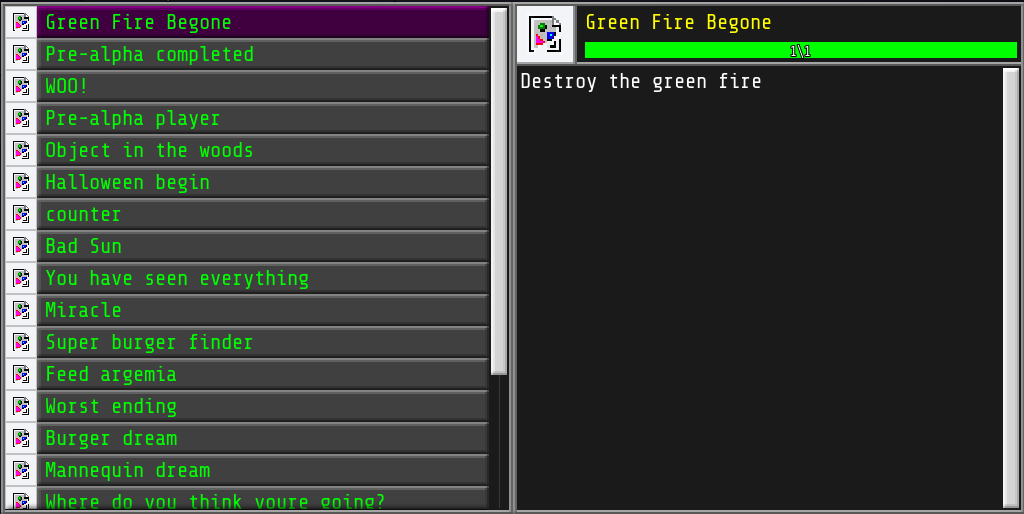 Green Fire Begone
Pre-alpha completed
WOO!
Pre-alpha player
Object in the woods
Halloween begin
counter
Bad Sun
You have seen everything
Miracle
Super burger finder
Feed argemia
Worst ending
Burger dream
Mannequin dream
Where do you think youre going?
Green Fire Begone
1\1
Destroy the green fire